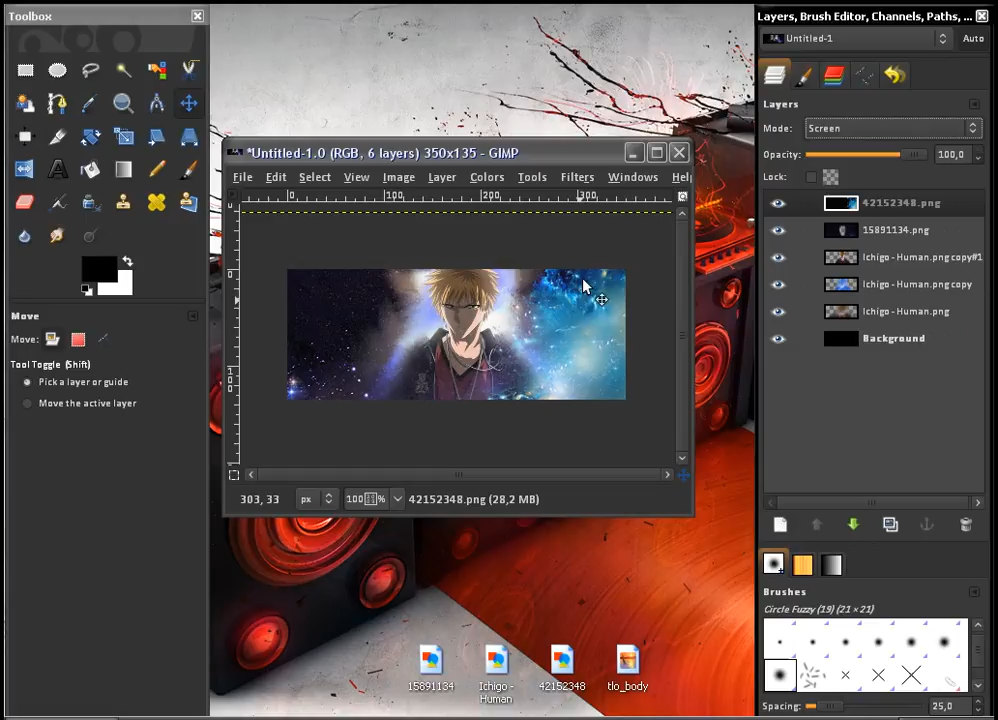 Toolbox
Move
Move:
Tool Toggle (Shift)
Pick a layer or guide
Move the active layer
*Untitled-1.0 (RGB, 6 layers) 350x135 - GIMP
File Edit Select View Image Layer Colors Tools Filters Windows Help
0 100 200 300
0
100
303, 33 px 100 % 42152348.png (28,2 MB)
15891134
Ichigo - Human
42152348
tlo_body
Layers, Brush Editor, Channels, Paths, ...
Untitled-1 Auto
Layers
Mode: Screen
Opacity: 100,0
Lock:
42152348.png
15891134.png
Ichigo - Human.png copy#1
Ichigo - Human.png copy
Ichigo - Human.png
Background
Brushes
Circle Fuzzy (19) (21 × 21)
Spacing: 25,0